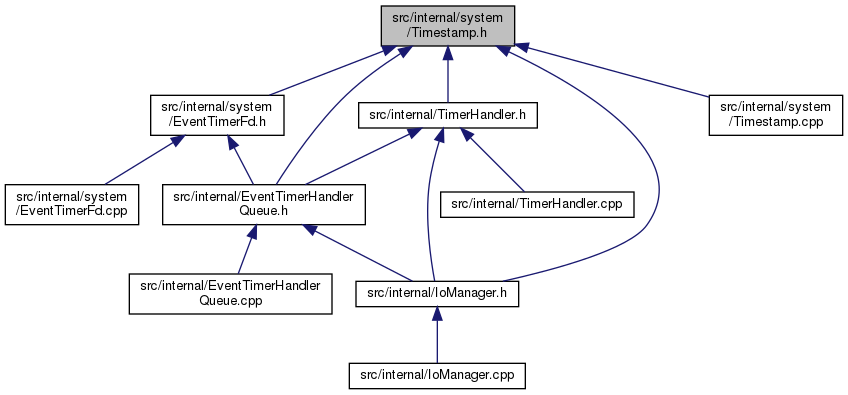 src/internal/system
/Timestamp.h
src/internal/system
/EventTimerFd.h
src/internal/TimerHandler.h
src/internal/system
/Timestamp.cpp
src/internal/system
/EventTimerFd.cpp
src/internal/EventTimerHandler
Queue.h
src/internal/TimerHandler.cpp
src/internal/EventTimerHandler
Queue.cpp
src/internal/IoManager.h
src/internal/IoManager.cpp